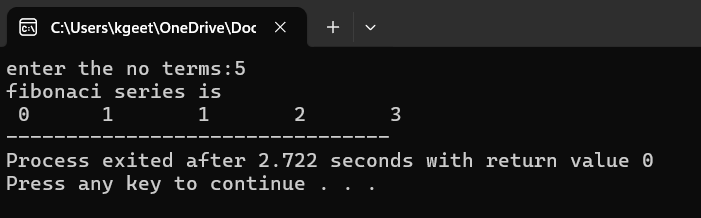 C:\Users\kgeet\OneDrive\Doc
enter the no terms:5
fibonaci series is
0 1 1 2 3
--------------------------------
Process exited after 2.722 seconds with return value 0
Press any key to continue . . .